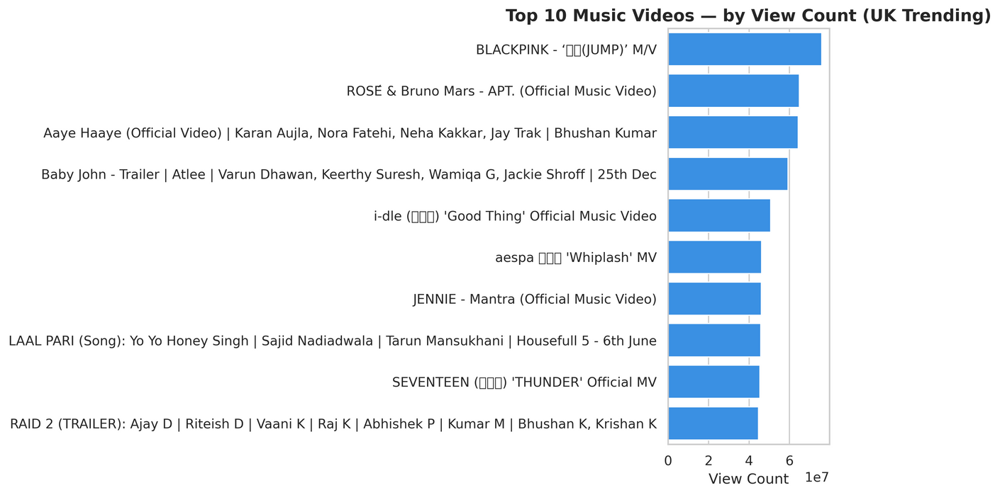 Top 10 Music Videos — by View Count (UK Trending)
BLACKPINK - ‘▯▯(JUMP)’ M/V
ROSÉ & Bruno Mars - APT. (Official Music Video)
Aaye Haaye (Official Video) | Karan Aujla, Nora Fatehi, Neha Kakkar, Jay Trak | Bhushan Kumar
Baby John - Trailer | Atlee | Varun Dhawan, Keerthy Suresh, Wamiqa G, Jackie Shroff | 25th Dec
i-dle (▯▯▯) 'Good Thing' Official Music Video
aespa ▯▯▯ 'Whiplash' MV
JENNIE - Mantra (Official Music Video)
LAAL PARI (Song): Yo Yo Honey Singh | Sajid Nadiadwala | Tarun Mansukhani | Housefull 5 - 6th June
SEVENTEEN (▯▯▯) 'THUNDER' Official MV
RAID 2 (TRAILER): Ajay D | Riteish D | Vaani K | Raj K | Abhishek P | Kumar M | Bhushan K, Krishan K
0 2 4 6
View Count 1e7